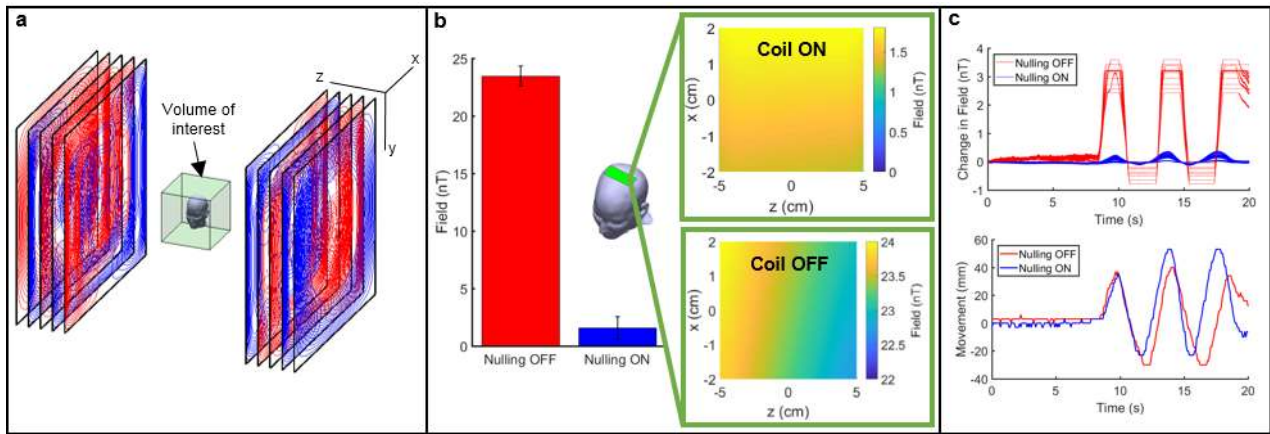 a
z
x
y
Volume of
interest
b
Field (nT)
25
20
15
10
5
0
Nulling OFF
Nulling ON
Coil ON
x (cm)
2
1
0
-1
-2
-5
0
5
z (cm)
1.5
1
0.5
0
Field (nT)
Coil OFF
x (cm)
2
1
0
-1
-2
-5
0
5
z (cm)
24
23.5
23
22.5
22
Field (nT)
c
Nulling OFF
Nulling ON
Change in Field (nT)
4
3
2
1
0
-1
0
5
10
15
20
Time (s)
Nulling OFF
Nulling ON
Movement (mm)
60
40
20
0
-20
-40
0
5
10
15
20
Time (s)